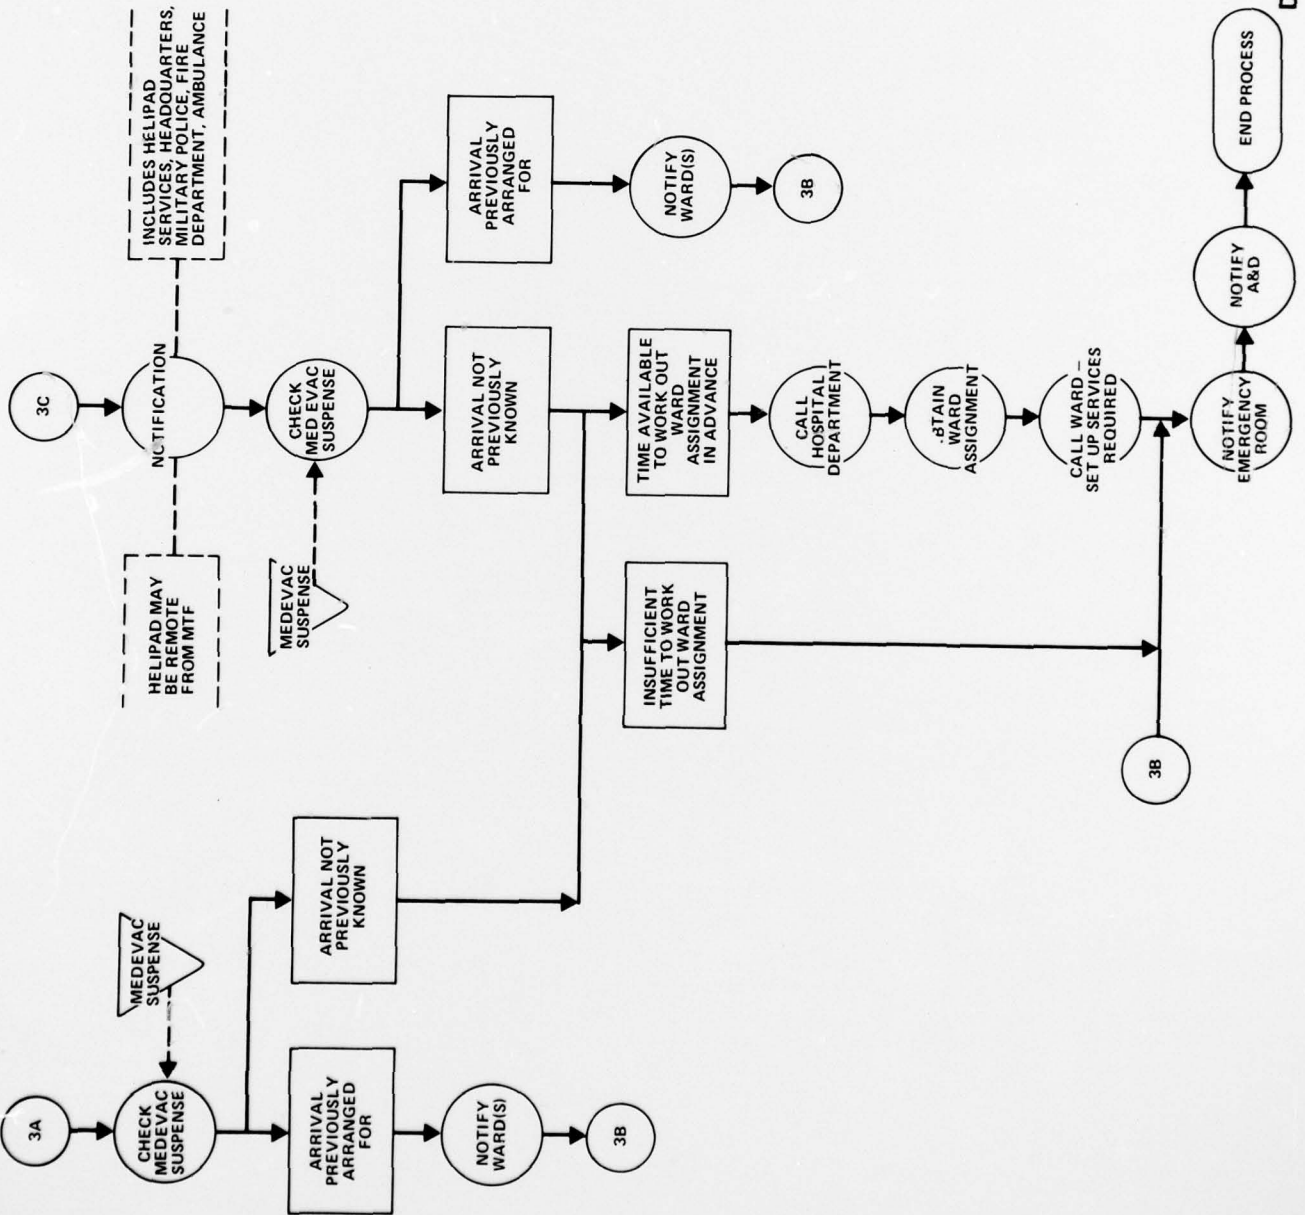 3A
CHECK
MEDEVAC
SUSPENSE
MEDEVAC
SUSPENSE
ARRIVAL
PREVIOUSLY
ARRANGED
FOR
ARRIVAL NOT
PREVIOUSLY
KNOWN
NOTIFY
WARD(S)
3B
3C
NOTIFICATION
HELIPAD MAY
BE REMOTE
FROM MTF
INCLUDES HELIPAD
SERVICES, HEADQUARTERS,
MILITARY POLICE, FIRE
DEPARTMENT, AMBULANCE
MEDEVAC
SUSPENSE
CHECK
MED EVAC
SUSPENSE
ARRIVAL NOT
PREVIOUSLY
KNOWN
ARRIVAL
PREVIOUSLY
ARRANGED
FOR
NOTIFY
WARD(S)
3B
INSUFFICIENT
TIME TO WORK
OUT WARD
ASSIGNMENT
TIME AVAILABLE
TO WORK OUT
WARD
ASSIGNMENT
IN ADVANCE
CALL
HOSPITAL
DEPARTMENT
BTAIN
WARD
ASSIGNMENT
CALL WARD –
SET UP SERVICES
REQUIRED
3B
NOTIFY
EMERGENCY
ROOM
NOTIFY
A&D
END PROCESS